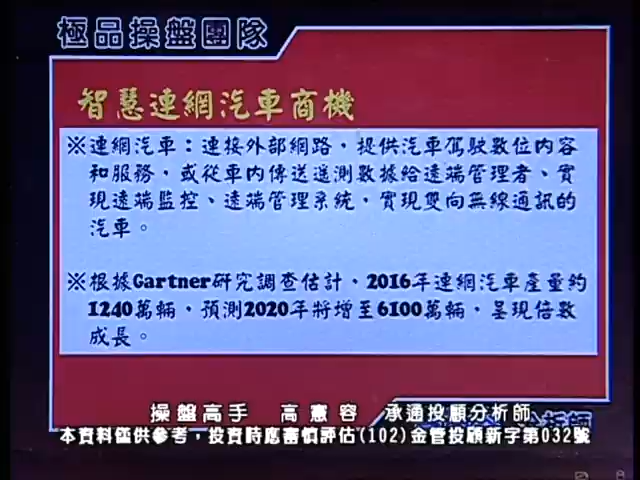 極品操盤團隊
智慧連網汽車商機
※連網汽車：連接外部網路，提供汽車駕駛數位內容
和服務，或從車內傳送遙測數據給遠端管理者、實
現遠端監控、遠端管理系統，實現雙向無線通訊的
汽車。
※根據Gartner研究調查估計，2016年連網汽車產量約
1240萬輛，預測2020年將增至6100萬輛，呈現倍數
成長。
操盤高手 高憲容 承通投顧分析師
本資料僅供參考，投資時應審慎評估(102)金管投顧新字第032號